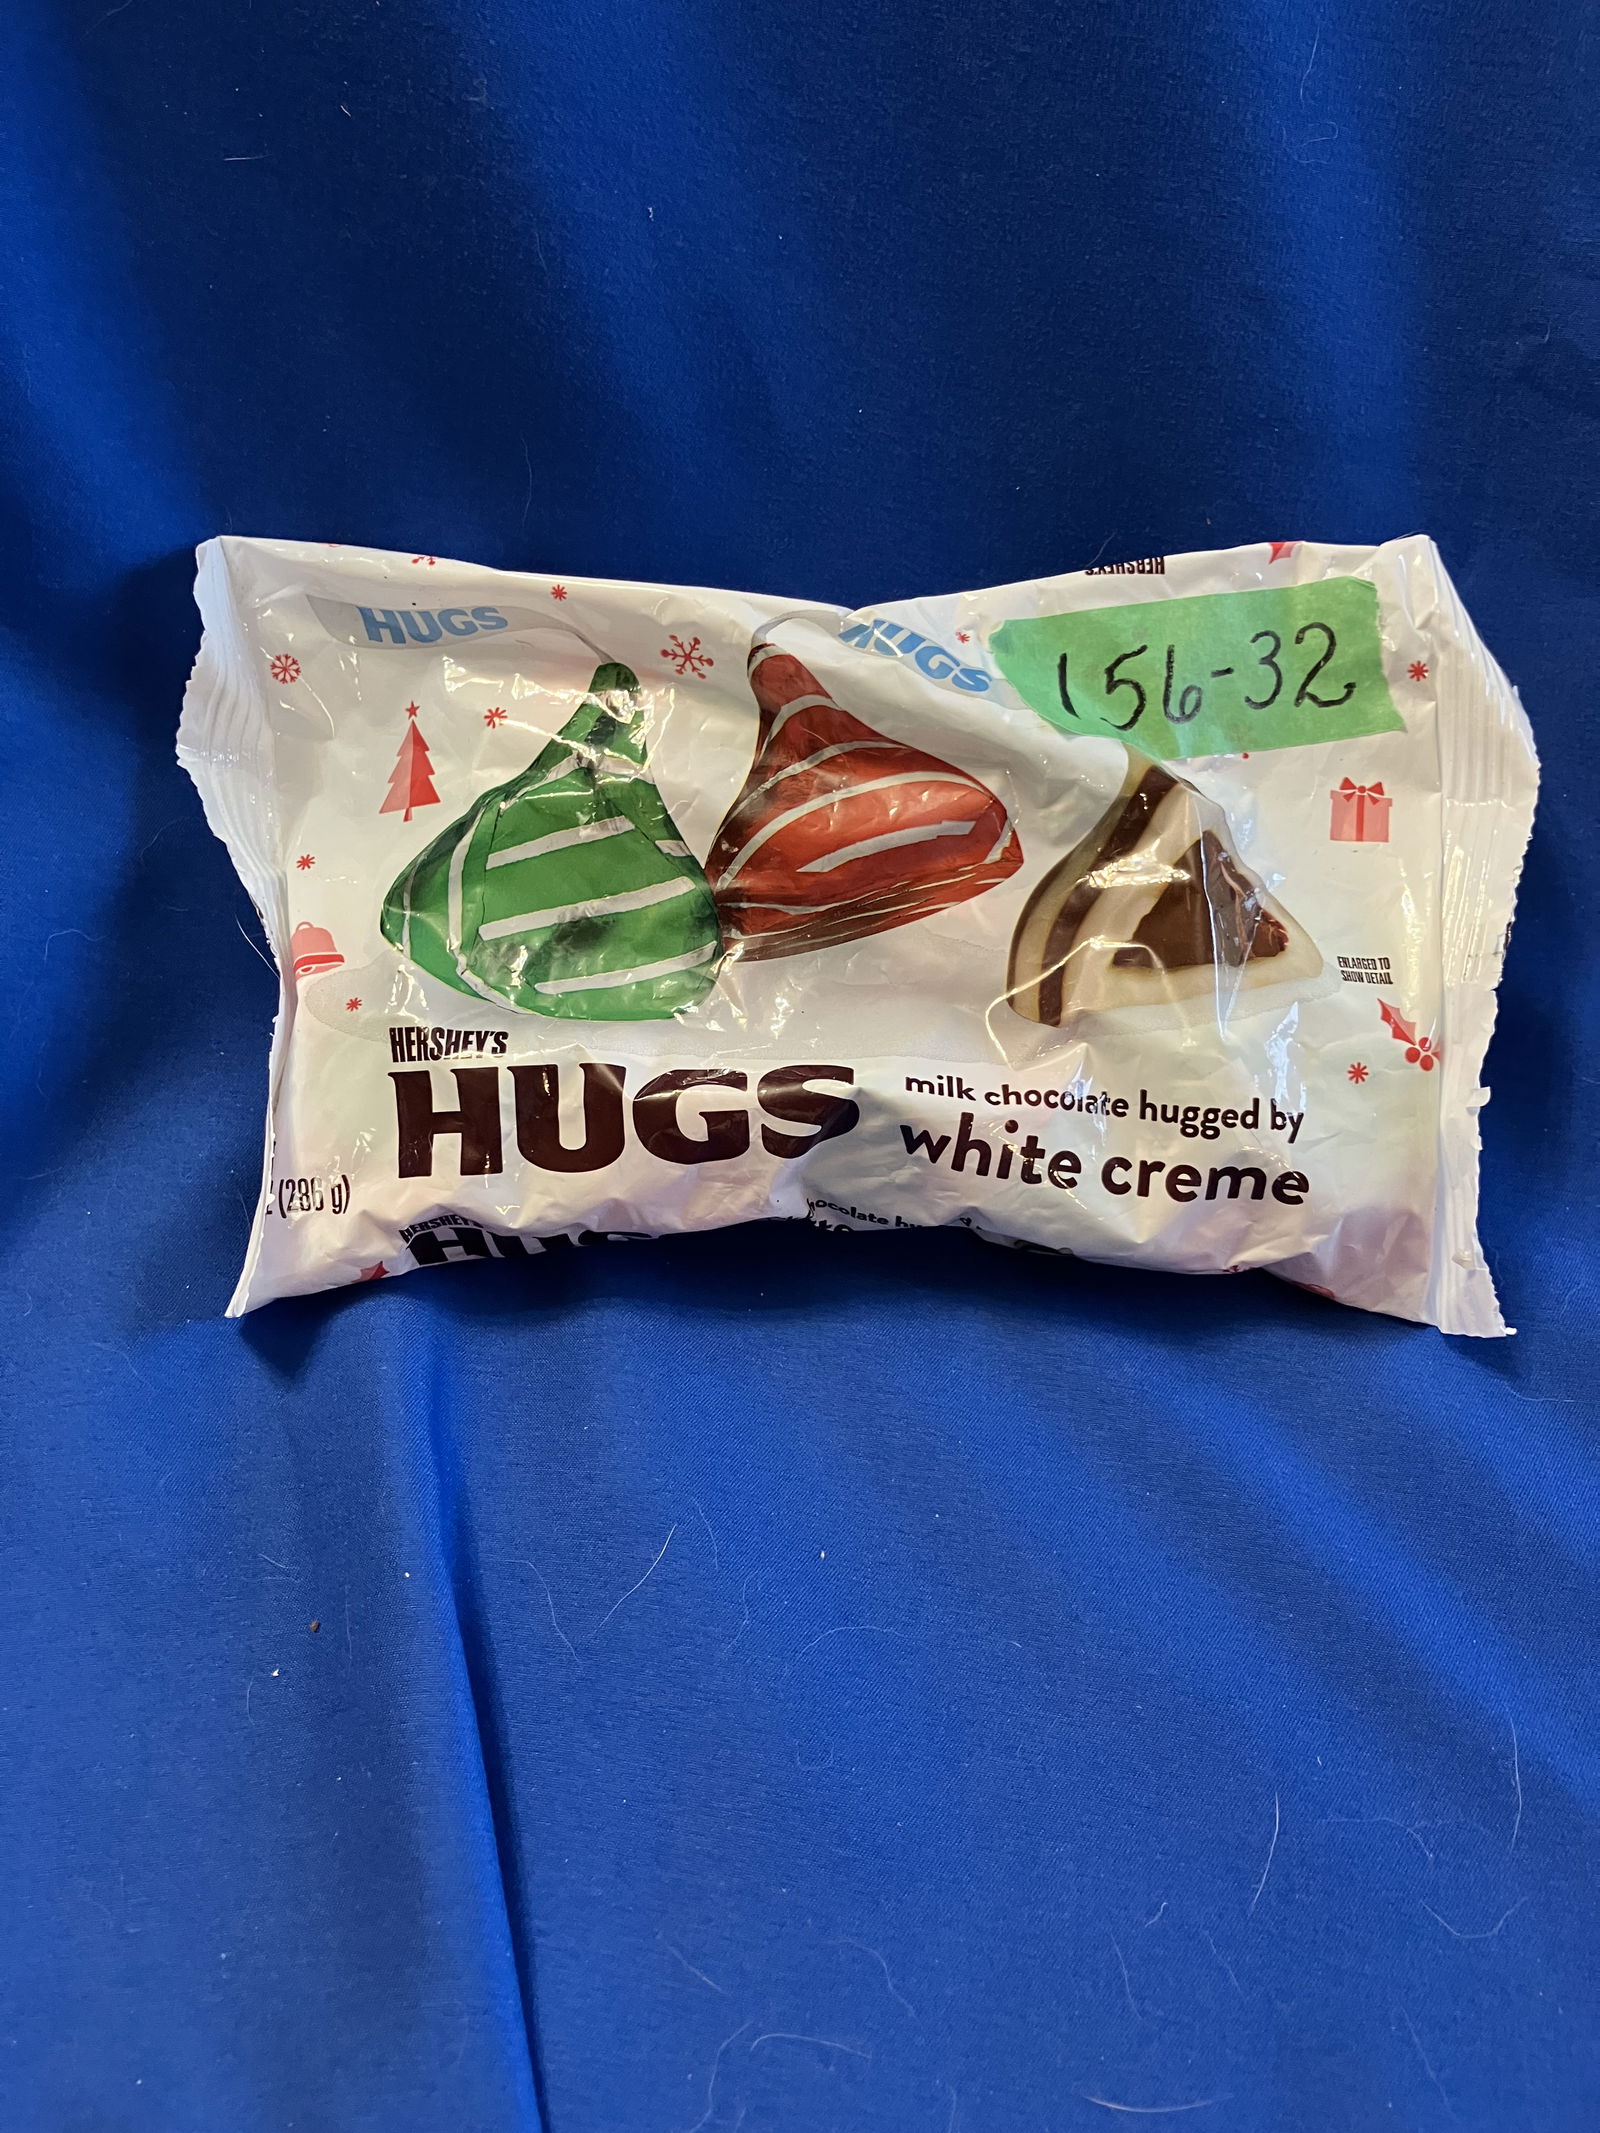 HERSHEY'S
HUGS
HUGS
156-32
ENLARGED TO
SHOW DETAIL
HERSHEY'S
HUGS
milk chocolate hugged by
white creme
(286 g)
HERSHEY'S
HUGS